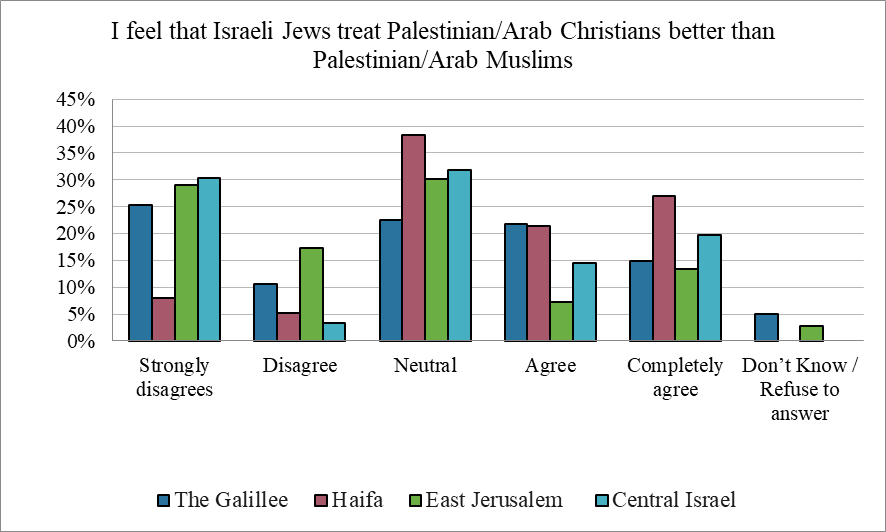 I feel that Israeli Jews treat Palestinian/Arab Christians better than
Palestinian/Arab Muslims
45%
40%
35%
30%
25%
20%
15%
10%
5%
0%
Strongly
disagrees
Disagree
Neutral
Agree
Completely
agree
Don’t Know /
Refuse to
answer
The Galillee
Haifa
East Jerusalem
Central Israel